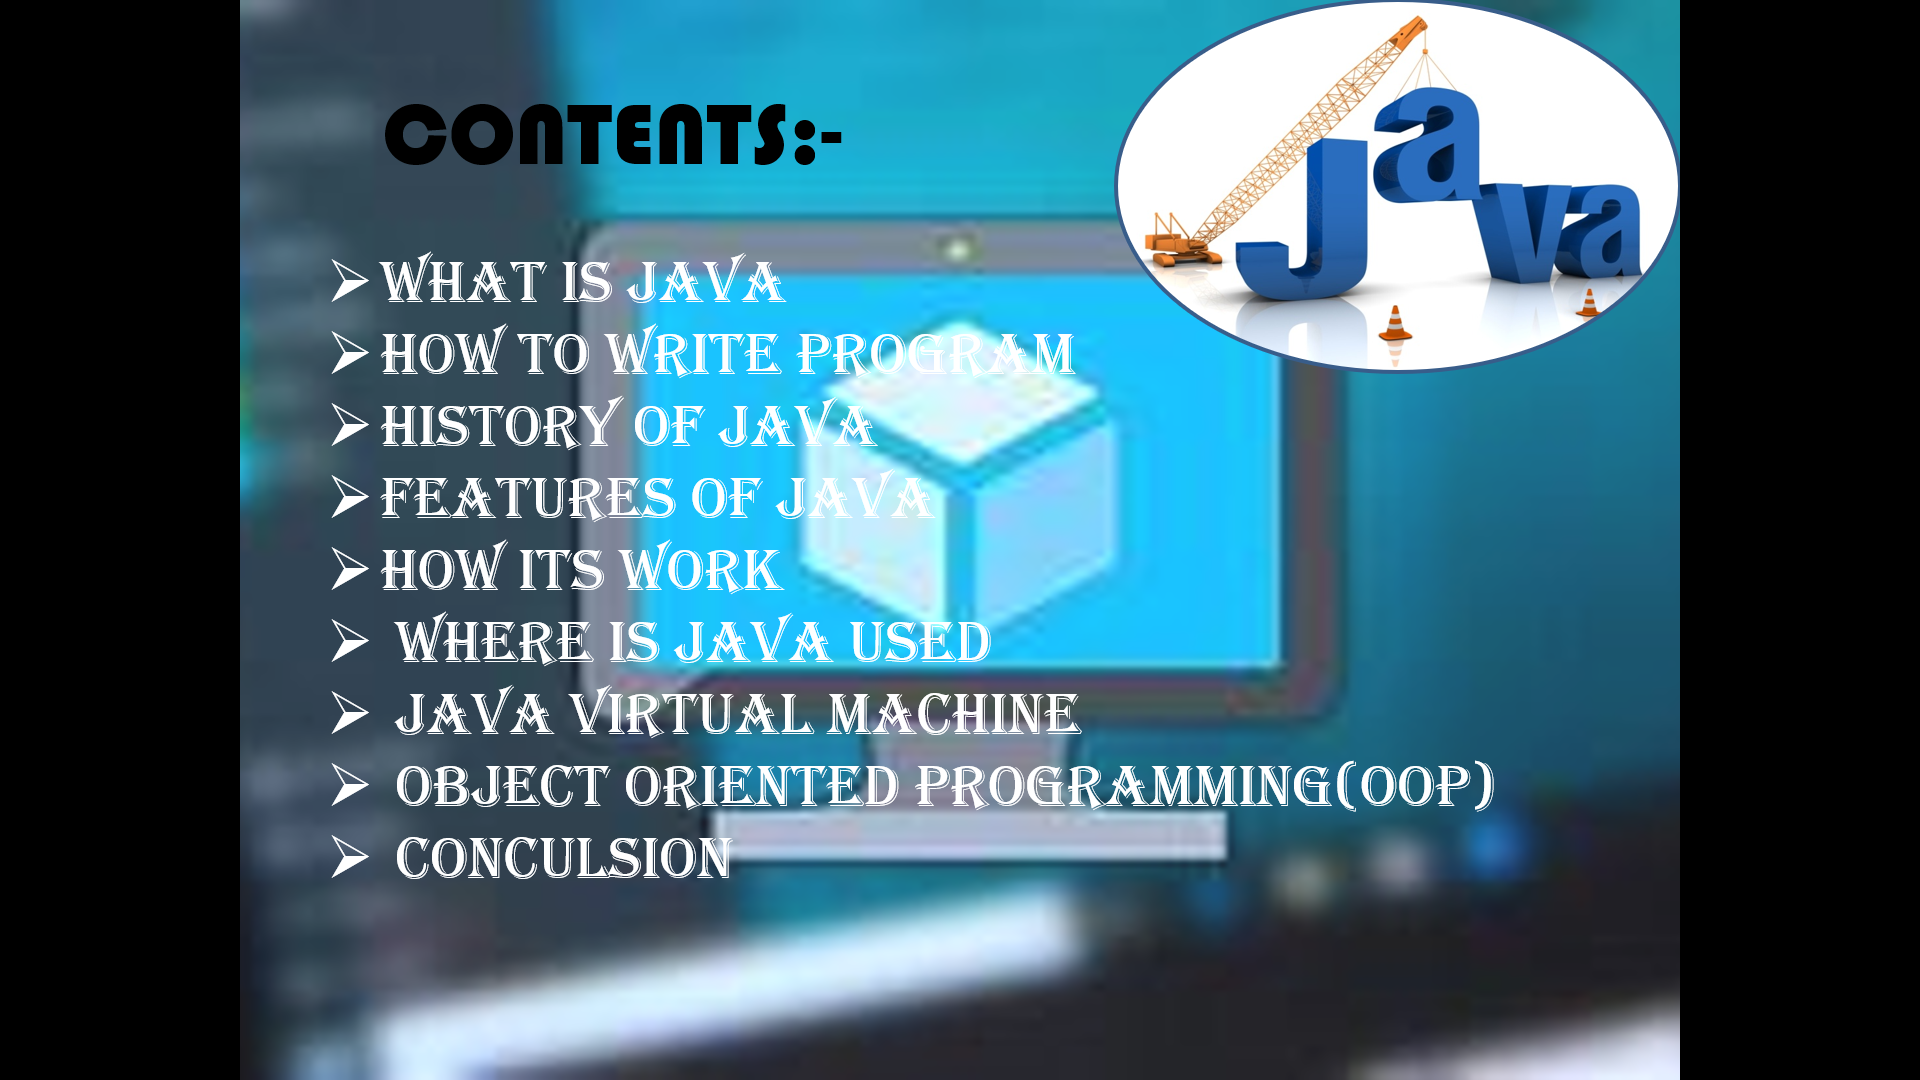 CONTENTS:-
Java
WHAT IS JAVA
HOW TO WRITE PROGRAM
HISTORY OF JAVA
FEATURES OF JAVA
HOW ITS WORK
WHERE IS JAVA USED
JAVA VIRTUAL MACHINE
OBJECT ORIENTED PROGRAMMING(OOP)
CONCULSION